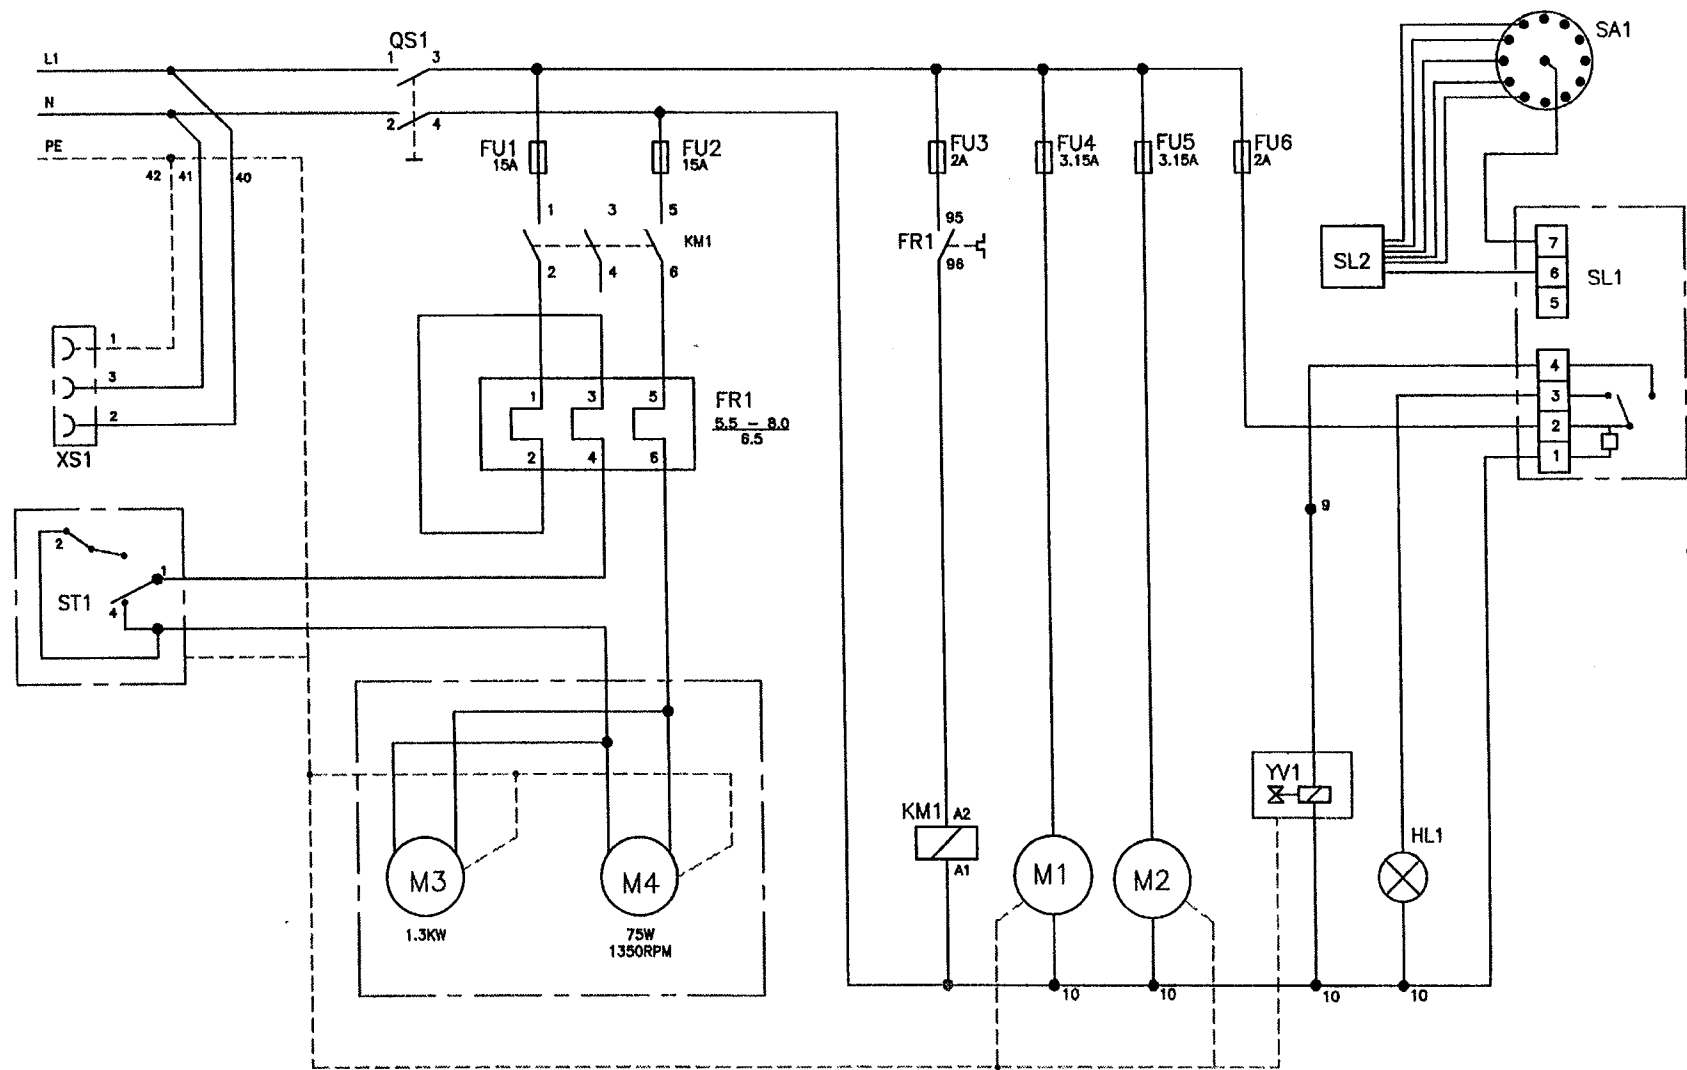 QS1
SA1
1 3
L1
N
2 4
PE
42 41 40
FU1
15A
FU2
15A
FU3
2A
FU4
3.15A
FU5
3.15A
FU6
2A
1 3 5
KM1
2 4 6
95
FR1
96
SL2
7
6
5
SL1
1
3
2
XS1
4
3
2
1
1 3 5
FR1
5.5 - 8.0
6.5
2 4 6
9
2
1
ST1
4
YV1
KM1 A2
A1
HL1
M3
M4
M1
M2
1.3KW
75W
1350RPM
10
10
10
10